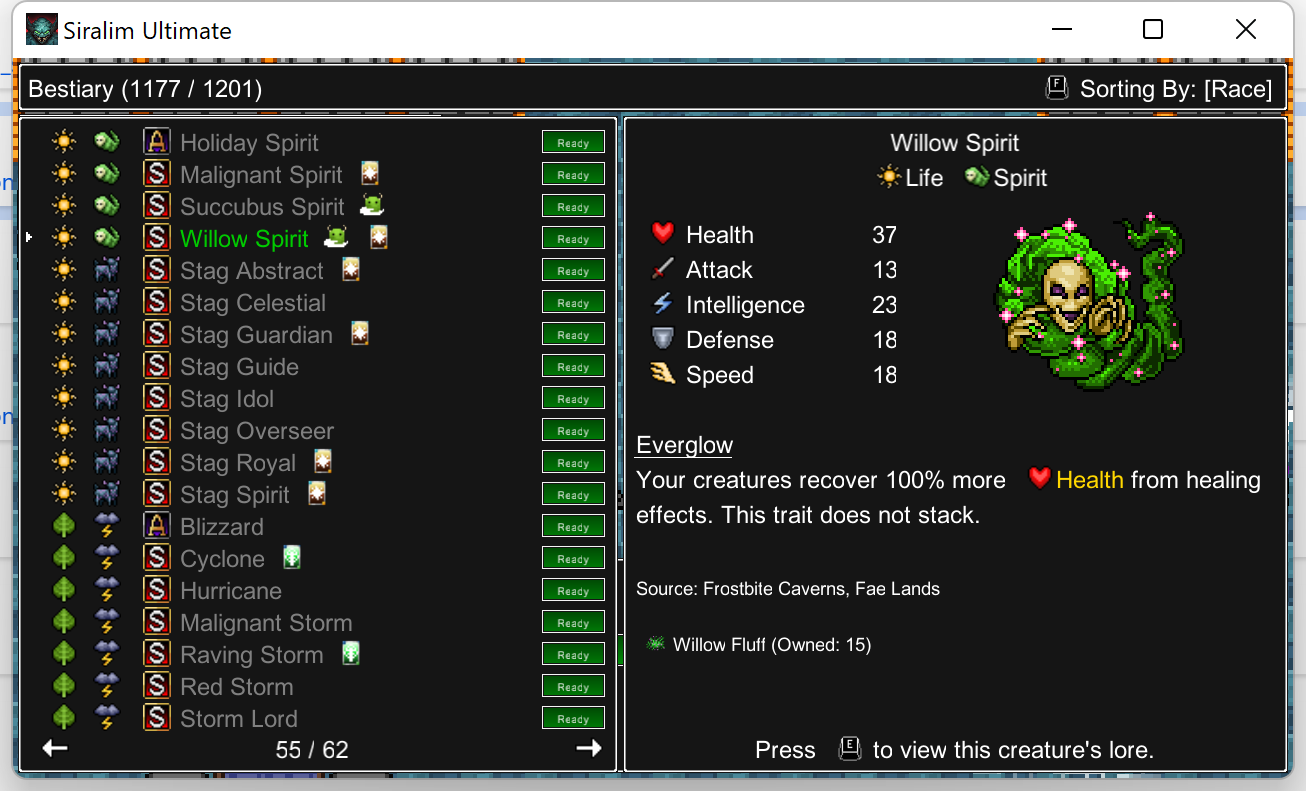 Siralim Ultimate
Bestiary (1177 / 1201)
F Sorting By: [Race]
A Holiday Spirit Ready
S Malignant Spirit Ready
S Succubus Spirit Ready
S Willow Spirit Ready
S Stag Abstract Ready
S Stag Celestial Ready
S Stag Guardian Ready
S Stag Guide Ready
S Stag Idol Ready
S Stag Overseer Ready
S Stag Royal Ready
S Stag Spirit Ready
A Blizzard Ready
S Cyclone Ready
S Hurricane Ready
S Malignant Storm Ready
S Raving Storm Ready
S Red Storm Ready
S Storm Lord Ready
55 / 62
Willow Spirit
Life Spirit
Health 37
Attack 13
Intelligence 23
Defense 18
Speed 18
Everglow
Your creatures recover 100% more Health from healing
effects. This trait does not stack.
Source: Frostbite Caverns, Fae Lands
Willow Fluff (Owned: 15)
Press E to view this creature's lore.
on
on